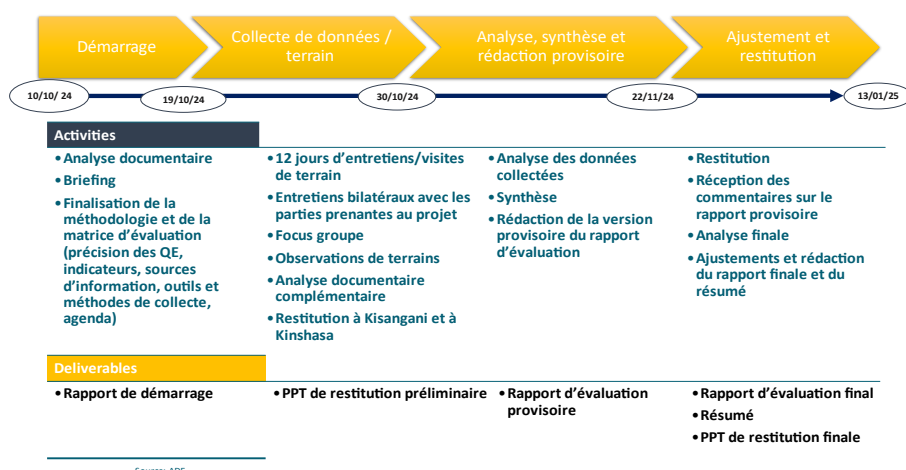 Démarrage
Collecte de données /
terrain
Analyse, synthèse et
rédaction provisoire
Ajustement et
restitution
10/10/ 24
19/10/24
30/10/24
22/11/24
13/01/25
Activities
• Analyse documentaire
• Briefing
• Finalisation de la
méthodologie et de la
matrice d'évaluation
(précision des QE,
indicateurs, sources
d'information, outils et
méthodes de collecte,
agenda)
• 12 jours d'entretiens/visites
de terrain
• Entretiens bilatéraux avec les
parties prenantes au projet
• Focus groupe
• Observations de terrains
• Analyse documentaire
complémentaire
• Restitution à Kisangani et à
Kinshasa
• Analyse des données
collectées
• Synthèse
• Rédaction de la version
provisoire du rapport
d'évaluation
• Restitution
• Réception des
commentaires sur le
rapport provisoire
• Analyse finale
• Ajustements et rédaction
du rapport finale et du
résumé
Deliverables
• Rapport de démarrage
• PPT de restitution préliminaire
• Rapport d'évaluation
provisoire
• Rapport d'évaluation final
• Résumé
• PPT de restitution finale